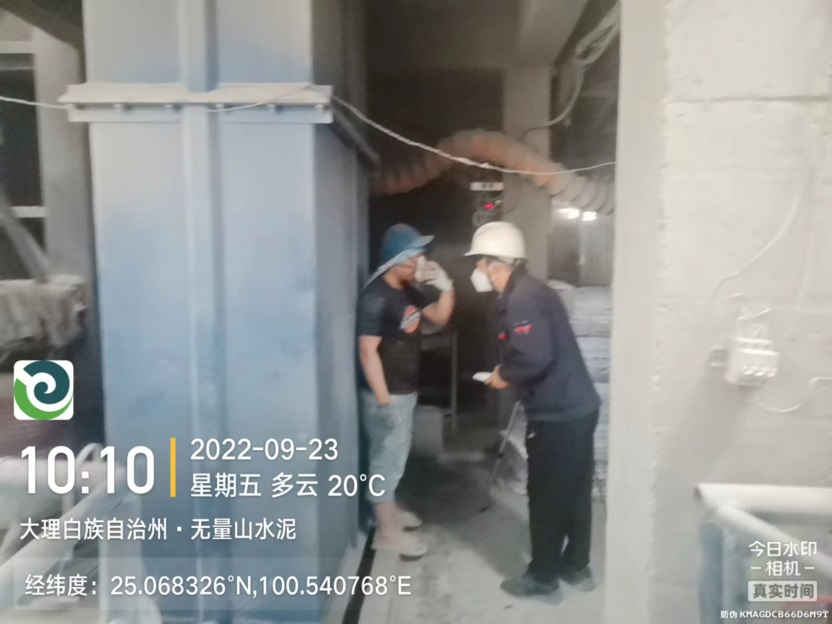 10:10
2022-09-23
星期五 多云 20°C
大理白族自治州·无量山水泥
经纬度：25.068326°N,100.540768°E
今日水印
相机
真实时间
防伪 KMAGDCB66D6M9T